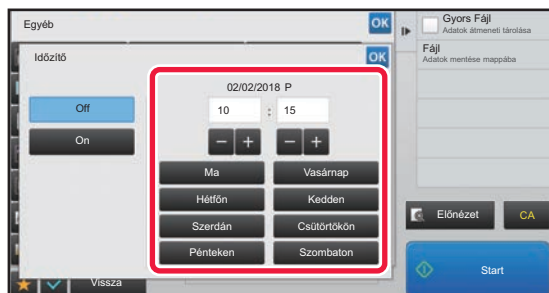 Egyéb
OK
Időzítő
OK
02/02/2018 P
Off
10 : 15
On
Ma
Vasárnap
Hétfőn
Kedden
Szerdán
Csütörtökön
Pénteken
Szombaton
Vissza
Gyors Fájl
Adatok átmeneti tárolása
Fájl
Adatok mentése mappába
Előnézet
CA
Start